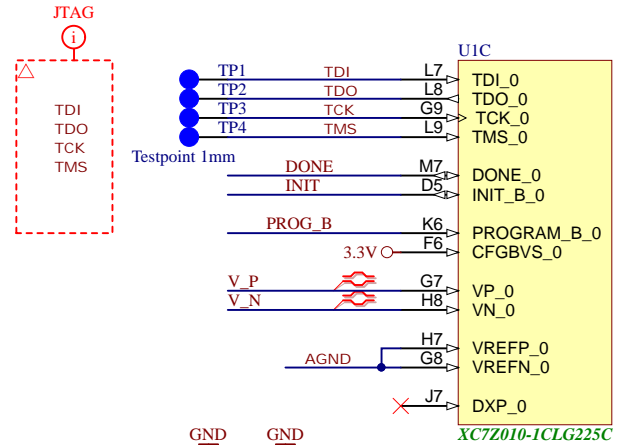 JTAG
i
TDI
TDO
TCK
TMS
U1C
TP1 TDI L7 TDI_0
TP2 TDO L8 TDO_0
TP3 TCK G9 TCK_0
TP4 TMS L9 TMS_0
Testpoint 1mm
DONE M7 DONE_0
INIT D5 INIT_B_0
PROG_B K6 PROGRAM_B_0
3.3V F6 CFGBVS_0
V_P G7 VP_0
V_N H8 VN_0
H7 VREFP_0
AGND G8 VREFN_0
J7 DXP_0
GND GND XC7Z010-1CLG225C